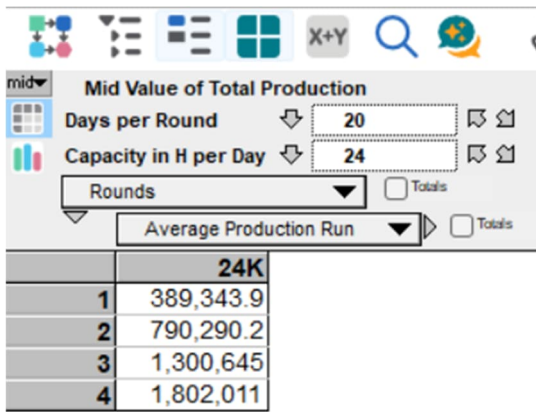 X+Y
mid
Mid Value of Total Production
Days per Round 20
Capacity in H per Day 24
Rounds Totals
Average Production Run Totals
24K
1 389,343.9
2 790,290.2
3 1,300,645
4 1,802,011